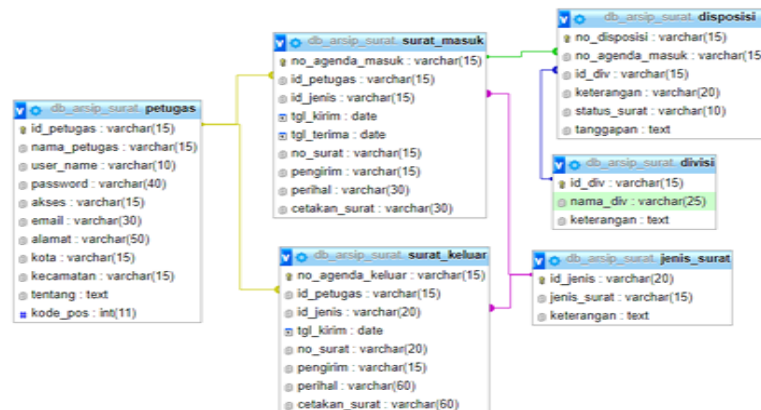 db_arsip_surat petugas
id_petugas : varchar(15)
nama_petugas : varchar(15)
user_name : varchar(10)
password : varchar(40)
akses : varchar(15)
email : varchar(30)
alamat : varchar(50)
kota : varchar(15)
kecamatan : varchar(15)
tentang : text
# kode_pos : int(11)
db_arsip_surat surat_masuk
no_agenda_masuk : varchar(15)
id_petugas : varchar(15)
id_jenis : varchar(15)
tgl_kirim : date
tgl_terima : date
no_surat : varchar(15)
pengirim : varchar(15)
perihal : varchar(30)
cetakan_surat : varchar(30)
db_arsip_surat surat_keluar
no_agenda_keluar : varchar(15)
id_petugas : varchar(15)
id_jenis : varchar(20)
tgl_kirim : date
no_surat : varchar(20)
pengirim : varchar(15)
perihal : varchar(60)
cetakan_surat : varchar(60)
db_arsip_surat disposisi
no_disposisi : varchar(15)
no_agenda_masuk : varchar(15
id_div : varchar(15)
keterangan : varchar(20)
status_surat : varchar(10)
tanggapan : text
db_arsip_surat divisi
id_div : varchar(15)
nama_div : varchar(25)
keterangan : text
db_arsip_surat jenis_surat
id_jenis : varchar(20)
jenis_surat : varchar(15)
keterangan : text